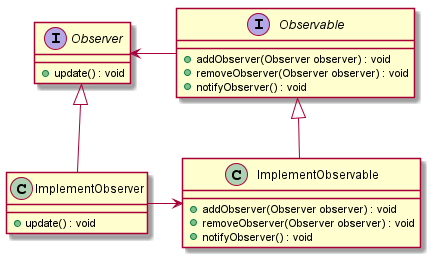 I Observer
update() : void
I Observable
addObserver(Observer observer) : void
removeObserver(Observer observer) : void
notifyObserver() : void
C ImplementObserver
update() : void
C ImplementObservable
addObserver(Observer observer) : void
removeObserver(Observer observer) : void
notifyObserver() : void